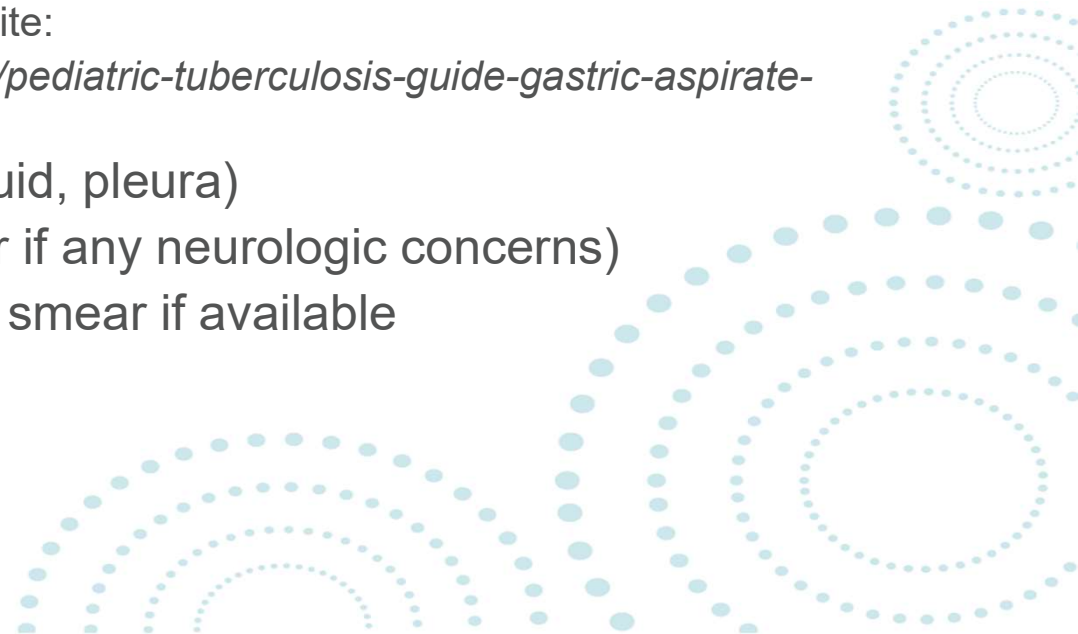 ite:
/pediatric-tuberculosis-guide-gastric-aspirate-
uid, pleura)
r if any neurologic concerns)
smear if available